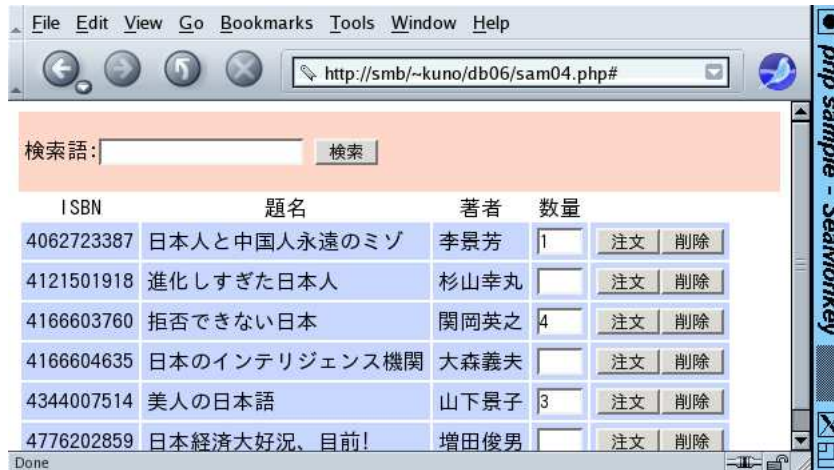 File Edit View Go Bookmarks Tools Window Help
http://smb/~kuno/db06/sam04.php#
php sample - SeaMonkey
検索語: 検索
ISBN 題名 著者 数量
4062723387 日本人と中国人永遠のミゾ 李景芳 1 注文 削除
4121501918 進化しすぎた日本人 杉山幸丸 注文 削除
4166603760 拒否できない日本 関岡英之 4 注文 削除
4166604635 日本のインテリジェンス機関 大森義夫 注文 削除
4344007514 美人の日本語 山下景子 3 注文 削除
4776202859 日本経済大好況、目前! 増田俊男 注文 削除
Done